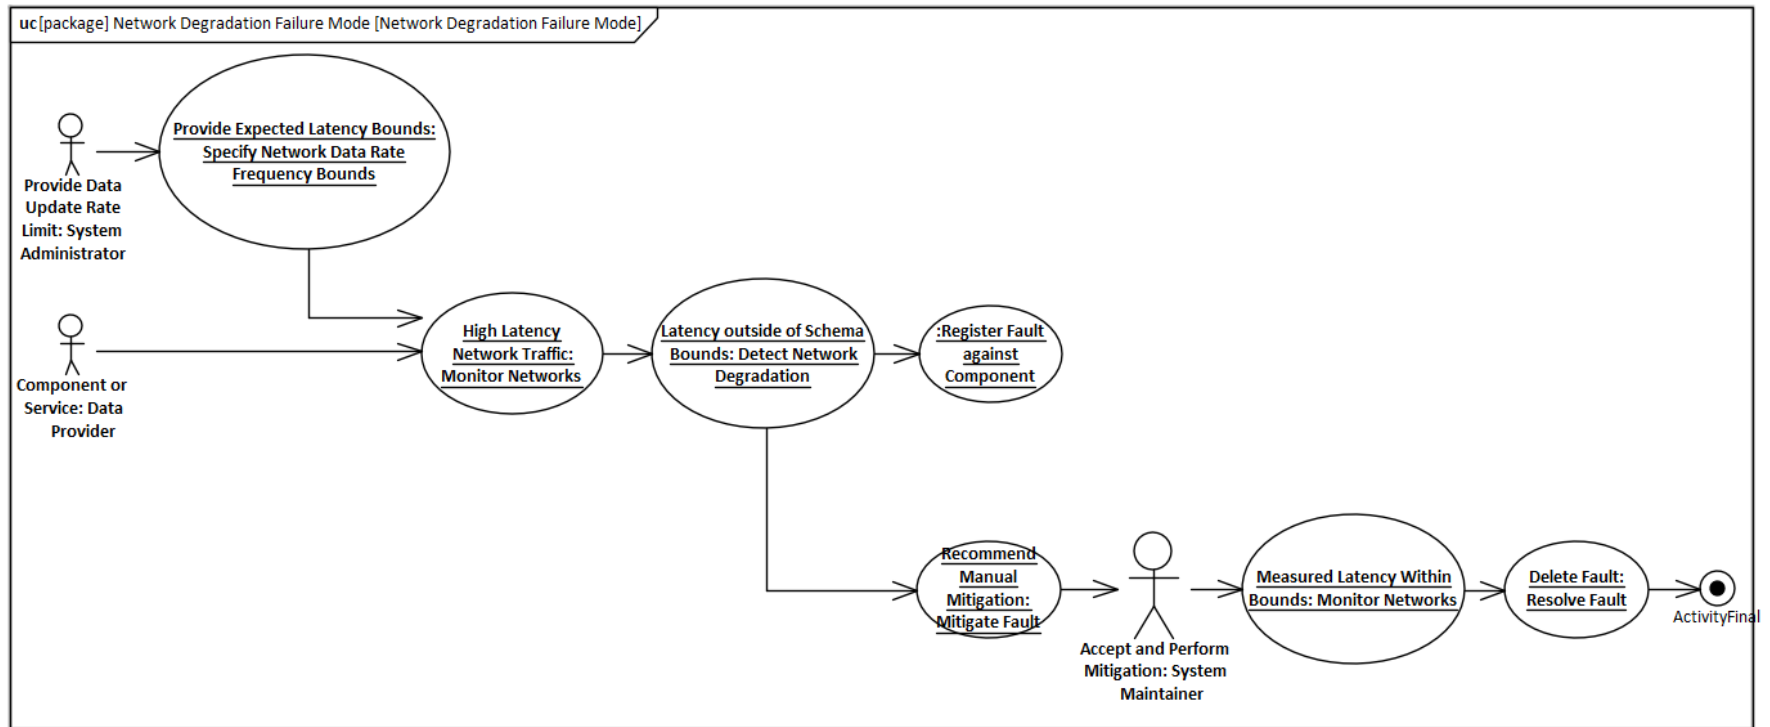 uc [package] Network Degradation Failure Mode [Network Degradation Failure Mode]
Provide Data
Update Rate
Limit: System
Administrator
Provide Expected Latency Bounds:
Specify Network Data Rate
Frequency Bounds
Component or
Service: Data
Provider
High Latency
Network Traffic:
Monitor Networks
Latency outside of Schema
Bounds: Detect Network
Degradation
:Register Fault
against
Component
Recommend
Manual
Mitigation:
Mitigate Fault
Accept and Perform
Mitigation: System
Maintainer
Measured Latency Within
Bounds: Monitor Networks
Delete Fault:
Resolve Fault
ActivityFinal